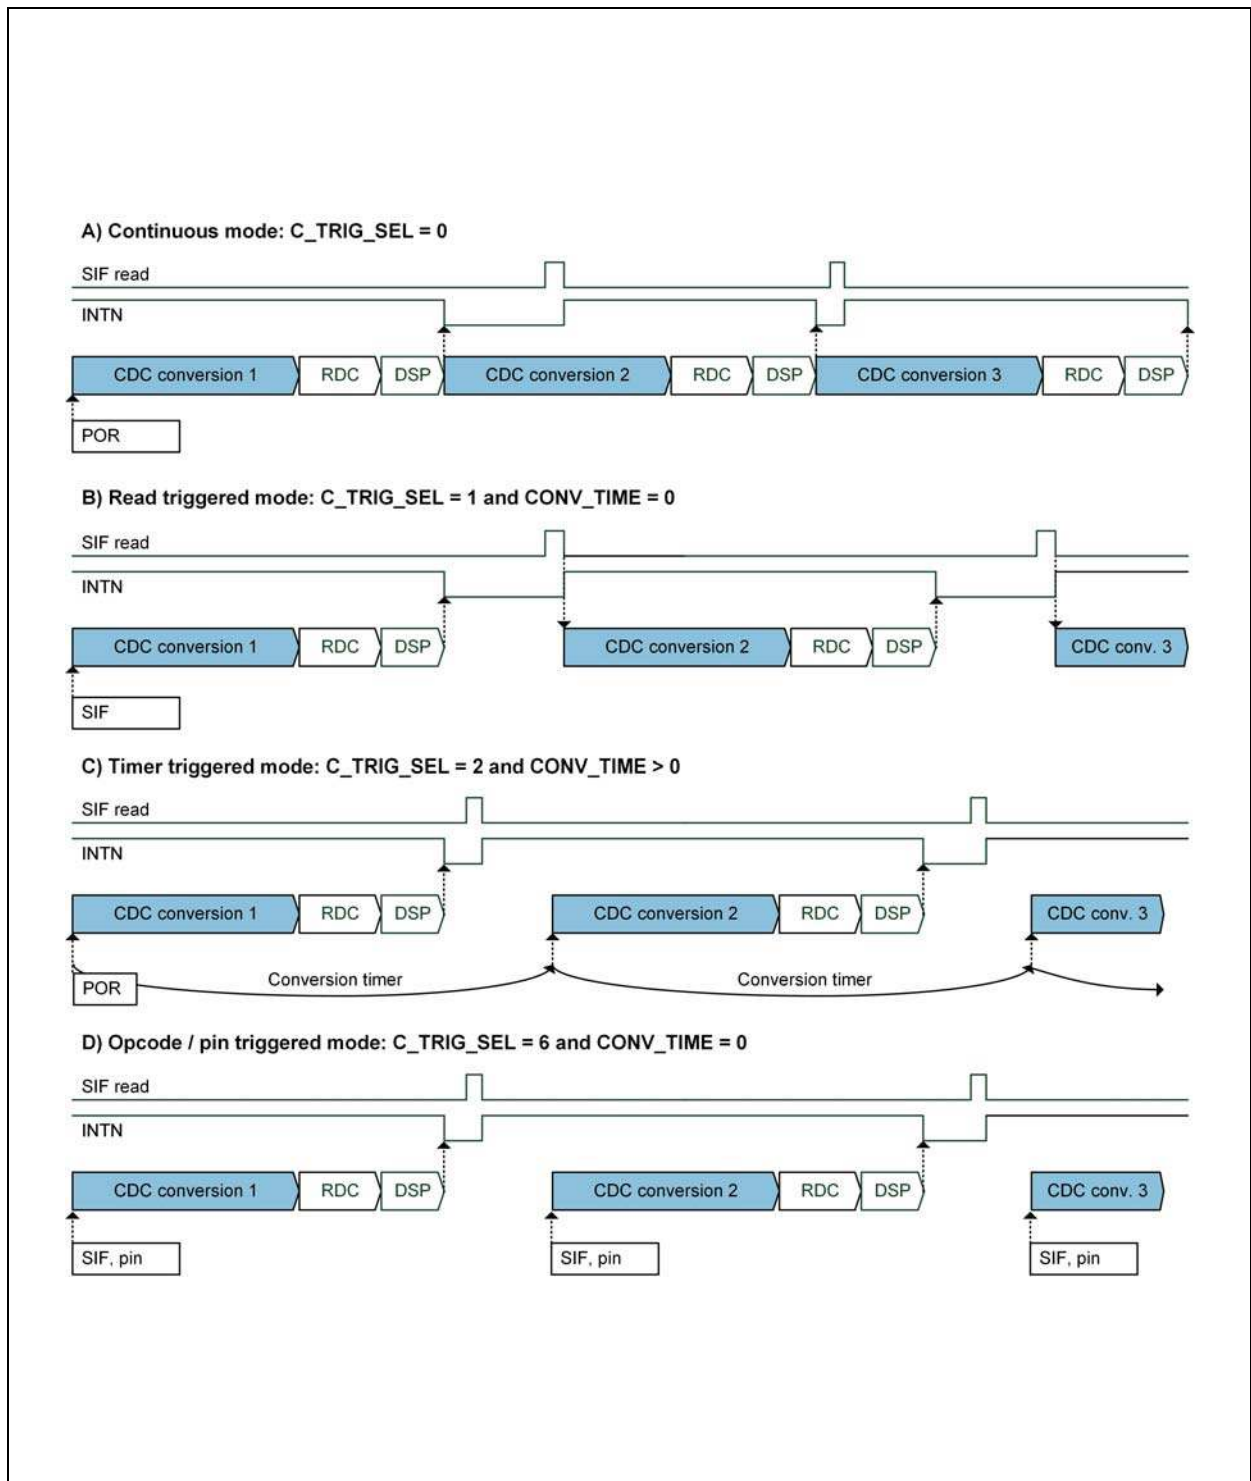 A) Continuous mode: C_TRIG_SEL = 0
SIF read
INTN
CDC conversion 1 RDC DSP CDC conversion 2 RDC DSP CDC conversion 3 RDC DSP
POR
B) Read triggered mode: C_TRIG_SEL = 1 and CONV_TIME = 0
SIF read
INTN
CDC conversion 1 RDC DSP CDC conversion 2 RDC DSP CDC conv. 3
SIF
C) Timer triggered mode: C_TRIG_SEL = 2 and CONV_TIME > 0
SIF read
INTN
CDC conversion 1 RDC DSP CDC conversion 2 RDC DSP CDC conv. 3
POR Conversion timer Conversion timer
D) Opcode / pin triggered mode: C_TRIG_SEL = 6 and CONV_TIME = 0
SIF read
INTN
CDC conversion 1 RDC DSP CDC conversion 2 RDC DSP CDC conv. 3
SIF, pin SIF, pin SIF, pin